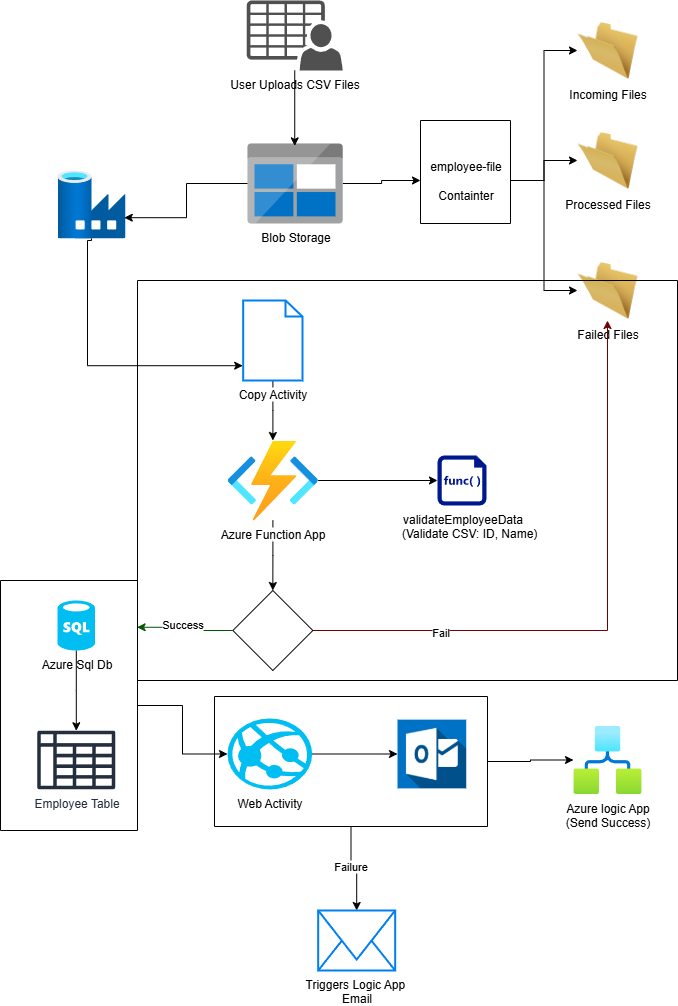 User Uploads CSV Files
Incoming Files
employee-file
Containter
Processed Files
Blob Storage
Failed Files
Copy Activity
func( )
validateEmployeeData
(Validate CSV: ID, Name)
Azure Function App
Success
Fail
SQL
Azure Sql Db
Employee Table
Web Activity
O
Azure logic App
(Send Success)
Failure
Triggers Logic App
Email